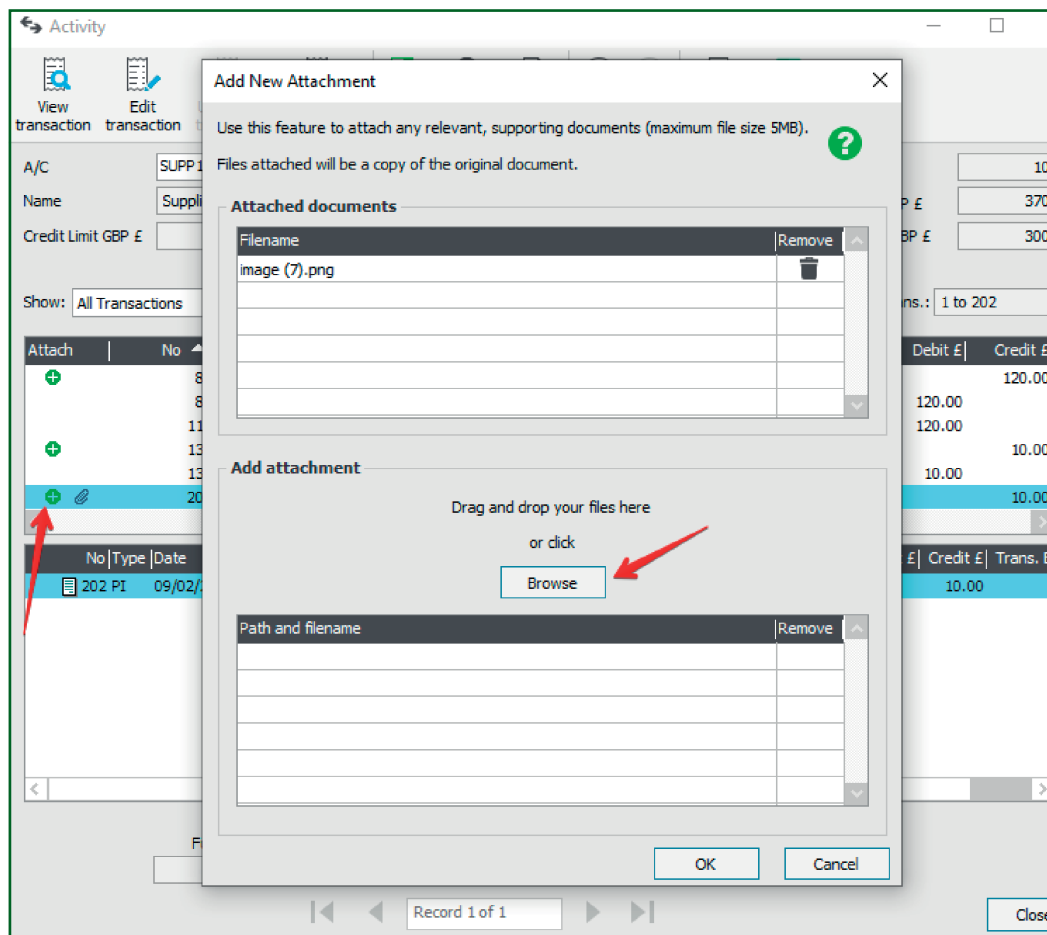 Activity
View
transaction
Edit
transaction
Add New Attachment
Use this feature to attach any relevant, supporting documents (maximum file size 5MB).
Files attached will be a copy of the original document.
?
A/C SUPP1
10
Name Suppli
P £ 370
Credit Limit GBP £
BP £ 300
Attached documents
Filename Remove
image (7).png
Show: All Transactions
ns.: 1 to 202
Attach No
Debit £ Credit £
8 120.00
8 120.00
11 120.00
13 10.00
13 10.00
20 10.00
Add attachment
Drag and drop your files here
or click
Browse
No Type Date
£ Credit £ Trans. B
202 PI 09/02/
10.00
Path and filename Remove
OK Cancel
Record 1 of 1
Close